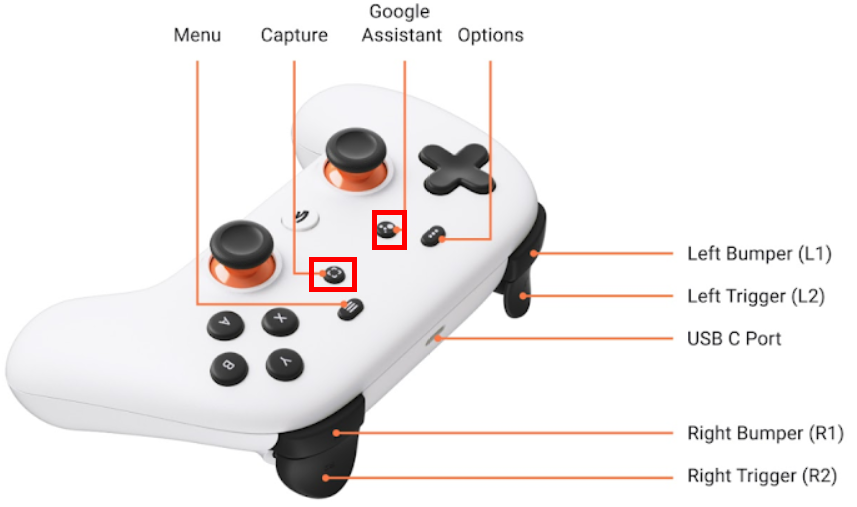 Google
Menu Capture Assistant Options
Left Bumper (L1)
Left Trigger (L2)
USB C Port
X
A
Y
B
Right Bumper (R1)
Right Trigger (R2)